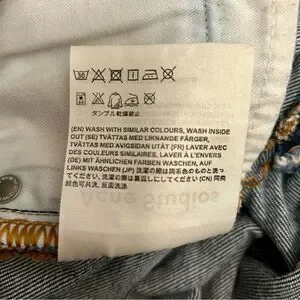 タンブル乾燥禁止
(EN) WASH WITH SIMILAR COLOURS, WASH INSIDE
OUT (SE) TVÄTTAS MED LIKNANDE FÄRGER,
TVÄTTAS MED AVIGSIDAN UTÅT (FR) LAVER AVEC
DES COULEURS SIMILAIRES, LAVER À L'ENVERS
(DE) MIT ÄHNLICHEN FARBEN WASCHEN, AUF
LINKS WASCHEN (JP) 洗濯の際は同系色のものと洗っ
てください、洗濯の際は裏返しにしてください (CN) 同类
颜色可共洗, 反面洗涤
Acne Studios